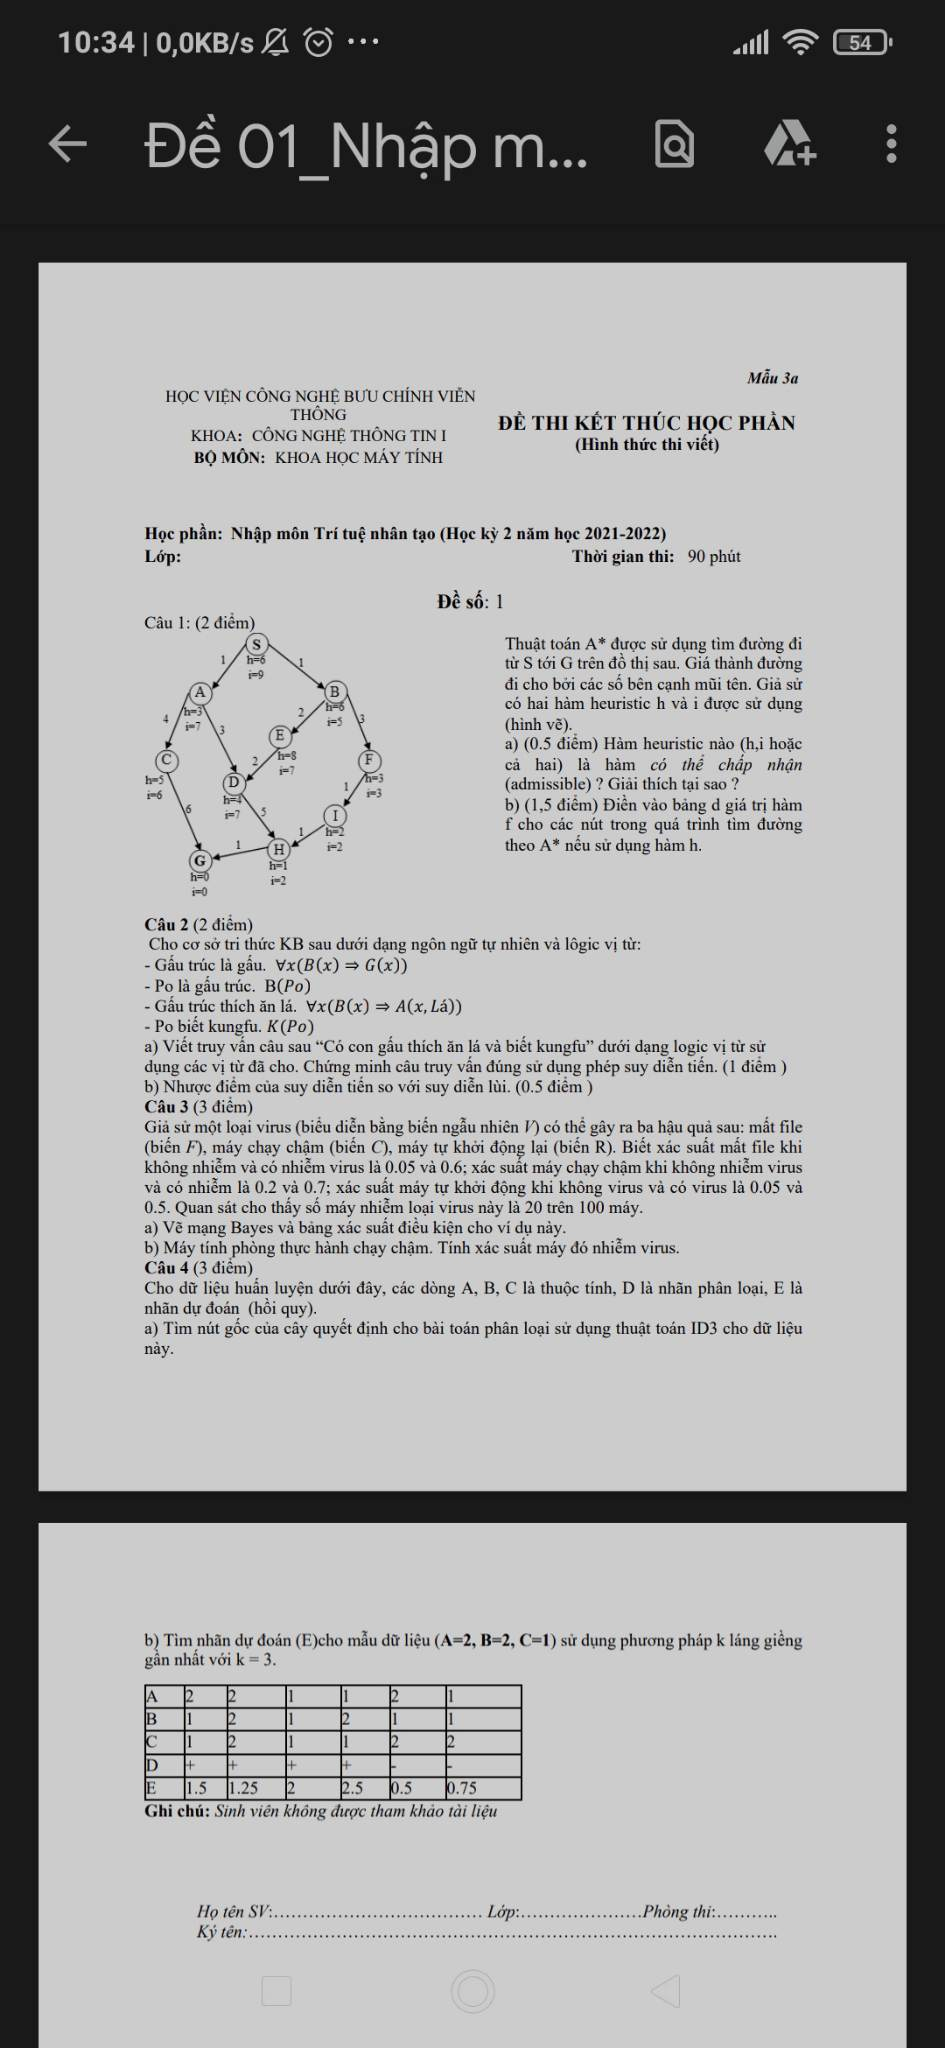 10:34 | 0,0KB/s
54
Đề 01_Nhập m...
Mẫu 3a
HỌC VIỆN CÔNG NGHỆ BƯU CHÍNH VIỄN
THÔNG
KHOA: CÔNG NGHỆ THÔNG TIN I
BỘ MÔN: KHOA HỌC MÁY TÍNH
ĐỀ THI KẾT THÚC HỌC PHẦN
(Hình thức thi viết)
Học phần: Nhập môn Trí tuệ nhân tạo (Học kỳ 2 năm học 2021-2022)
Lớp: Thời gian thi: 90 phút
Đề số: 1
Câu 1: (2 điểm)
S
h=6
i=9
1
1
A
h=3
i=7
B
h=6
i=5
4
3
2
3
E
h=8
i=7
C
h=5
i=6
2
D
h=4
i=7
F
h=3
i=3
1
6
5
I
h=2
i=2
1
1
H
h=1
i=2
G
h=0
i=0
Thuật toán A* được sử dụng tìm đường đi
từ S tới G trên đồ thị sau. Giá thành đường
đi cho bởi các số bên cạnh mũi tên. Giả sử
có hai hàm heuristic h và i được sử dụng
(hình vẽ).
a) (0.5 điểm) Hàm heuristic nào (h,i hoặc
cả hai) là hàm có thể chấp nhận
(admissible) ? Giải thích tại sao ?
b) (1,5 điểm) Điền vào bảng d giá trị hàm
f cho các nút trong quá trình tìm đường
theo A* nếu sử dụng hàm h.
Câu 2 (2 điểm)
Cho cơ sở tri thức KB sau dưới dạng ngôn ngữ tự nhiên và lôgic vị từ:
- Gấu trúc là gấu. ∀x(B(x) ⇒ G(x))
- Po là gấu trúc. B(Po)
- Gấu trúc thích ăn lá. ∀x(B(x) ⇒ A(x, Lá))
- Po biết kungfu. K(Po)
a) Viết truy vấn câu sau “Có con gấu thích ăn lá và biết kungfu” dưới dạng logic vị từ sử
dụng các vị từ đã cho. Chứng minh câu truy vấn đúng sử dụng phép suy diễn tiến. (1 điểm )
b) Nhược điểm của suy diễn tiến so với suy diễn lùi. (0.5 điểm )
Câu 3 (3 điểm)
Giả sử một loại virus (biểu diễn bằng biến ngẫu nhiên V) có thể gây ra ba hậu quả sau: mất file
(biến F), máy chạy chậm (biến C), máy tự khởi động lại (biến R). Biết xác suất mất file khi
không nhiễm và có nhiễm virus là 0.05 và 0.6; xác suất máy chạy chậm khi không nhiễm virus
và có nhiễm là 0.2 và 0.7; xác suất máy tự khởi động khi không virus và có virus là 0.05 và
0.5. Quan sát cho thấy số máy nhiễm loại virus này là 20 trên 100 máy.
a) Vẽ mạng Bayes và bảng xác suất điều kiện cho ví dụ này.
b) Máy tính phòng thực hành chạy chậm. Tính xác suất máy đó nhiễm virus.
Câu 4 (3 điểm)
Cho dữ liệu huấn luyện dưới đây, các dòng A, B, C là thuộc tính, D là nhãn phân loại, E là
nhãn dự đoán (hồi quy).
a) Tìm nút gốc của cây quyết định cho bài toán phân loại sử dụng thuật toán ID3 cho dữ liệu
này.
b) Tìm nhãn dự đoán (E)cho mẫu dữ liệu (A=2, B=2, C=1) sử dụng phương pháp k láng giềng
gần nhất với k = 3.
A 2 2 1 1 2 1
B 1 2 1 2 1 1
C 1 2 1 1 2 2
D + + + + - -
E 1.5 1.25 2 2.5 0.5 0.75
Ghi chú: Sinh viên không được tham khảo tài liệu
Họ tên SV:.................................... Lớp:.....................Phòng thi:...........
Ký tên:...........................................................................................